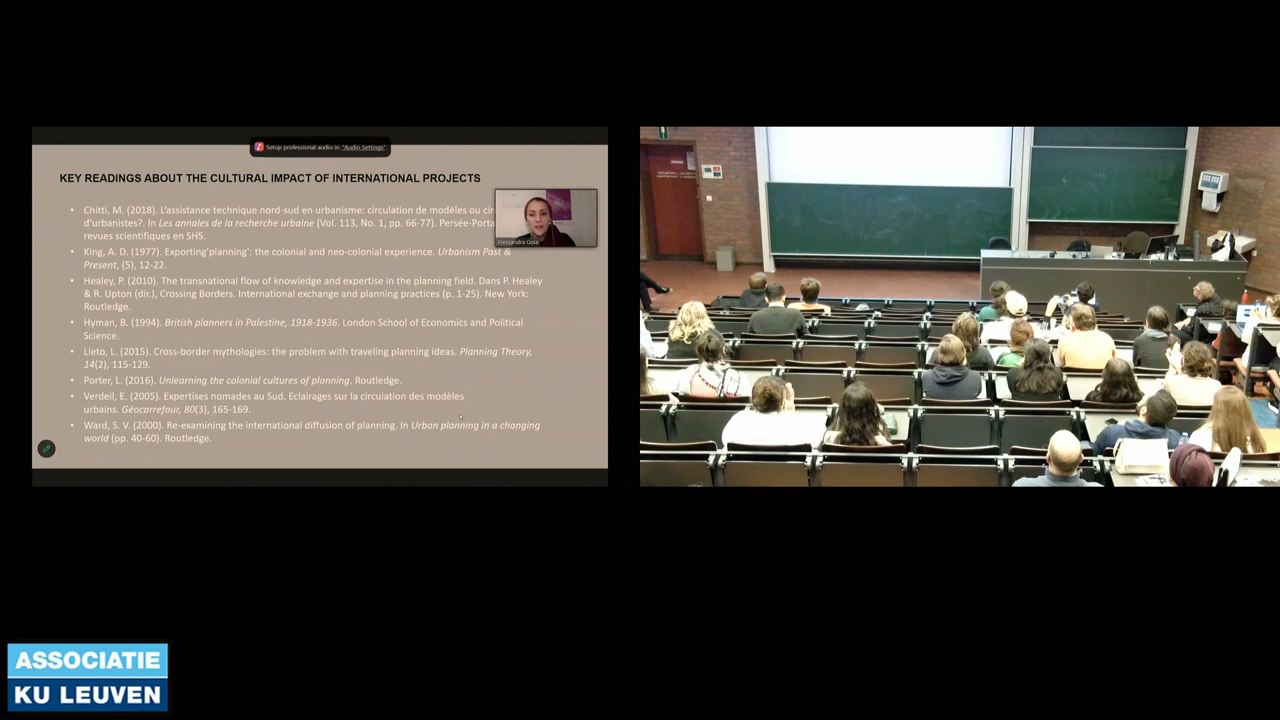 Setup professional audio in "Audio Settings"
KEY READINGS ABOUT THE CULTURAL IMPACT OF INTERNATIONAL PROJECTS
• Chitti, M. (2018). L'assistance technique nord-sud en urbanisme: circulation de modèles ou
d'urbanistes?. In Les annales de la recherche urbaine (Vol. 113, No. 1, pp. 66-77).
revues scientifiques en SHS.
• King, A. D. (1977). Exporting'planning': the colonial and neo-colonial experience. Urbanism Past &
Present, (5), 12-22.
• Healey, P. (2010). The transnational flow of knowledge and expertise in the planning field. Dans P. Healey
& R. Upton (dir.), Crossing Borders. International exchange and planning practices (p. 1-25). New York:
Routledge.
• Hyman, B. (1994). British planners in Palestine, 1918-1936. London School of Economics and Political
Science.
• Lieto, L. (2015). Cross-border mythologies: the problem with traveling planning ideas. Planning Theory,
14(2), 115-129.
• Porter, L. (2016). Unlearning the colonial cultures of planning. Routledge.
• Verdeil, E. (2005). Expertises nomades au Sud. Eclairages sur la circulation des modèles
urbains. Géocarrefour, 80(3), 165-169.
• Ward, S. V. (2000). Re-examining the international diffusion of planning. In Urban planning in a changing
world (pp. 40-60). Routledge.
Alessandra Gola
ASSOCIATIE
KU LEUVEN